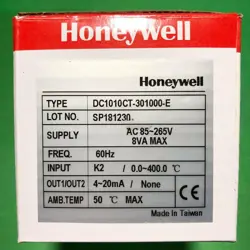 Honeywell
Honeywell
TYPE DC1010CT-301000-E
LOT NO. SP181230
SUPPLY AC 85~265V
8VA MAX
FREQ. 60Hz
INPUT K2 / 0.0~400.0 ℃
OUT1/OUT2 4~20mA / None
AMB.TEMP 50 ℃ MAX
Made In Taiwan